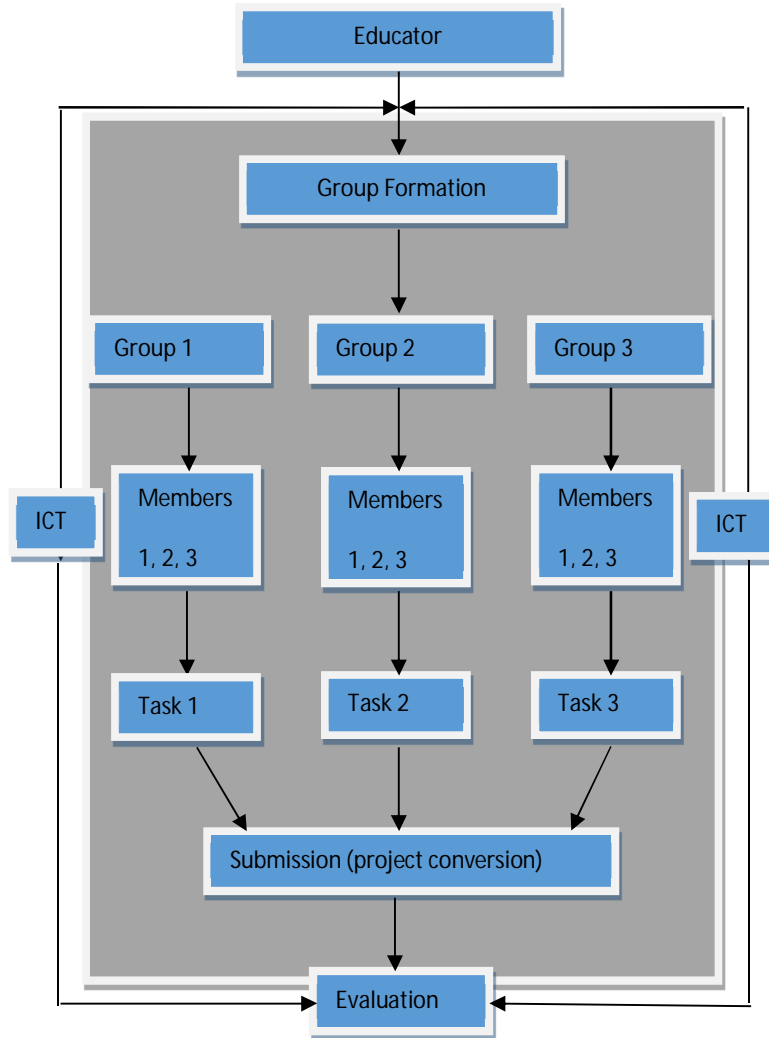 Educator
Group Formation
Group 1
Group 2
Group 3
Members
1, 2, 3
Members
1, 2, 3
Members
1, 2, 3
ICT
ICT
Task 1
Task 2
Task 3
Submission (project conversion)
Evaluation